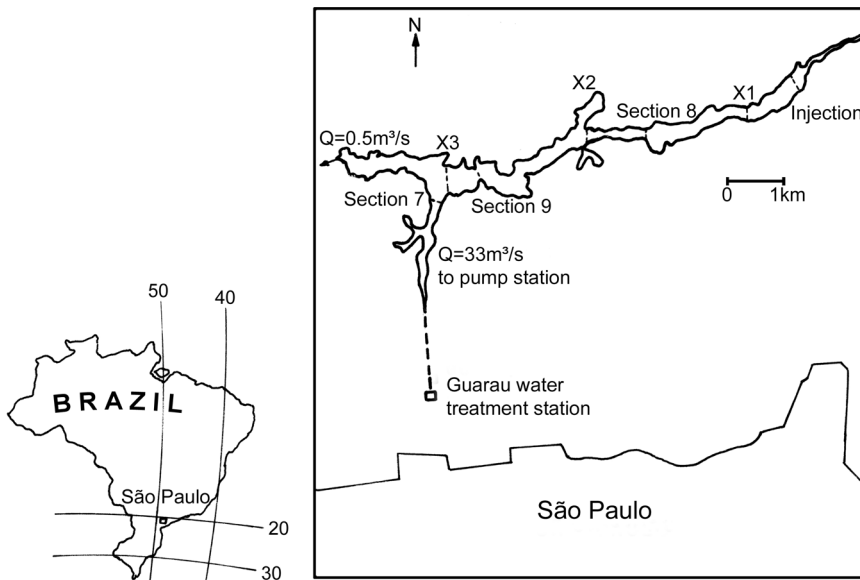 N
X2
X1
Section 8
Injection
Q=0.5m³/s
X3
0 1km
Section 7
Section 9
Q=33m³/s
to pump station
50
40
Guarau water
treatment station
BRAZIL
São Paulo
20
30
São Paulo